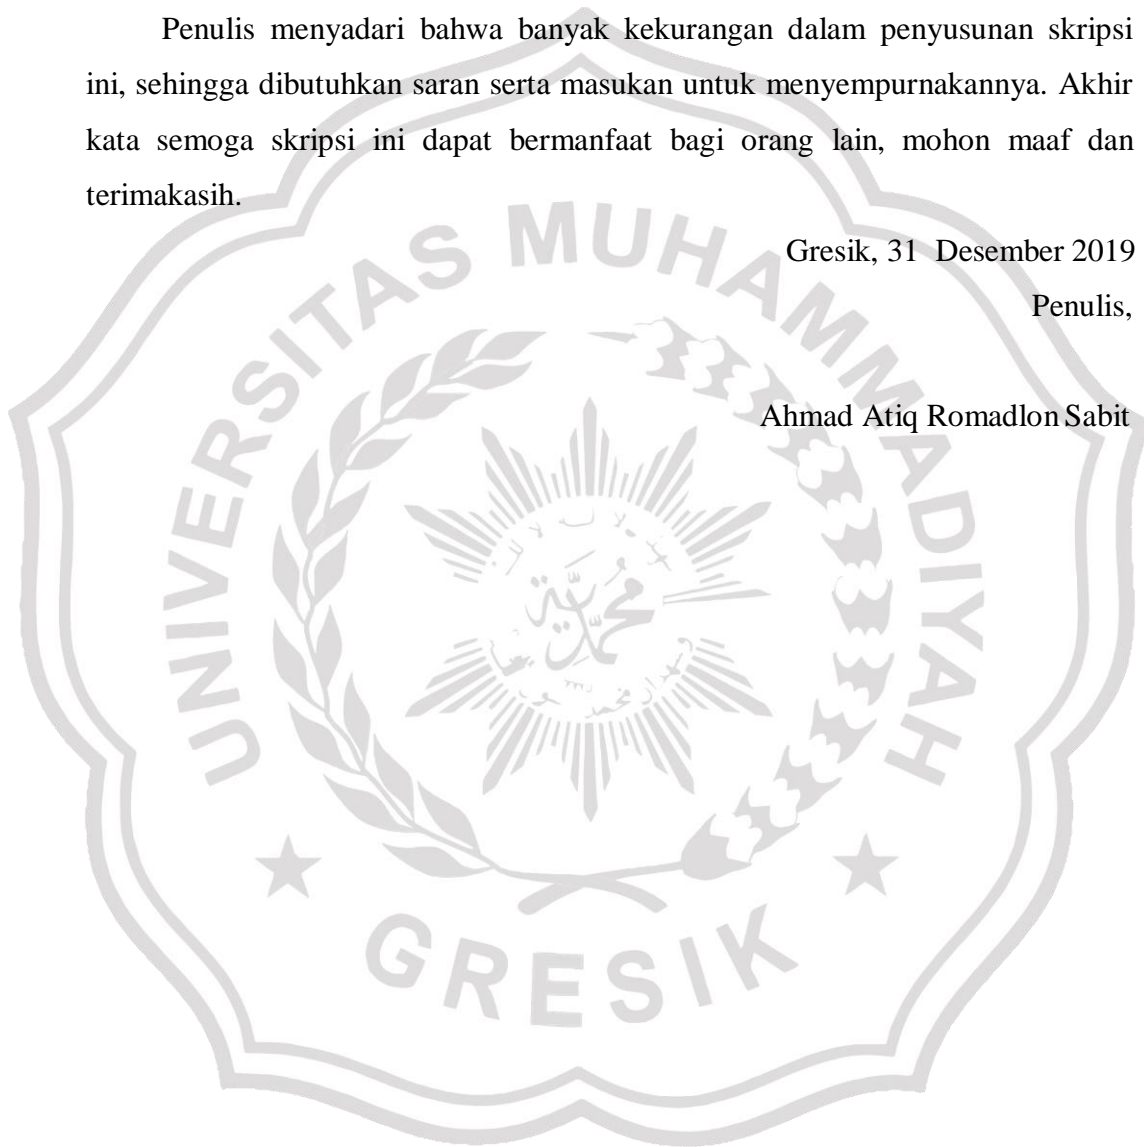 Penulis menyadari bahwa banyak kekurangan dalam penyusunan skripsi
ini, sehingga dibutuhkan saran serta masukan untuk menyempurnakannya. Akhir
kata semoga skripsi ini dapat bermanfaat bagi orang lain, mohon maaf dan
terimakasih.
Gresik, 31 Desember 2019
Penulis,
Ahmad Atiq Romadlon Sabit
UNIVERSITAS MUHAMMADIYAH
محمدية
GRESIK